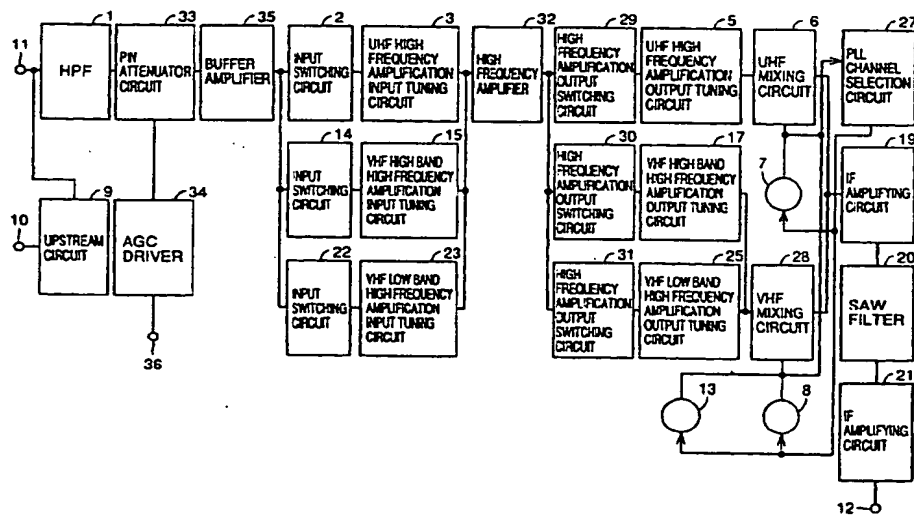 11
1
HPF
33
PIN
ATTENUATOR
CIRCUIT
35
BUFFER
AMPLIFIER
2
INPUT
SWITCHING
CIRCUIT
3
UHF HIGH
FREQUENCY
AMPLIFICATION
INPUT TUNING
CIRCUIT
32
HIGH
FREQUENCY
AMPLIFIER
29
HIGH
FREQUENCY
AMPLIFICATION
OUTPUT
SWITCHING
CIRCUIT
5
UHF HIGH
FREQUENCY
AMPLIFICATION
OUTPUT TUNING
CIRCUIT
6
UHF
MIXING
CIRCUIT
27
PLL
CHANNEL
SELECTION
CIRCUIT
10
9
UPSTREAM
CIRCUIT
34
AGC
DRIVER
36
14
INPUT
SWITCHING
CIRCUIT
15
VHF HIGH BAND
HIGH FREQUENCY
AMPLIFICATION
INPUT TUNING
CIRCUIT
30
HIGH
FREQUENCY
AMPLIFICATION
OUTPUT
SWITCHING
CIRCUIT
17
VHF HIGH BAND
HIGH FREQUENCY
AMPLIFICATION
OUTPUT TUNING
CIRCUIT
7
19
IF
AMPLIFYING
CIRCUIT
22
INPUT
SWITCHING
CIRCUIT
23
VHF LOW BAND
HIGH FREQUENCY
AMPLIFICATION
INPUT TUNING
CIRCUIT
31
HIGH
FREQUENCY
AMPLIFICATION
OUTPUT
SWITCHING
CIRCUIT
25
VHF LOW BAND
HIGH FREQUENCY
AMPLIFICATION
OUTPUT TUNING
CIRCUIT
28
VHF
MIXING
CIRCUIT
20
SAW
FILTER
13
8
21
IF
AMPLIFYING
CIRCUIT
12